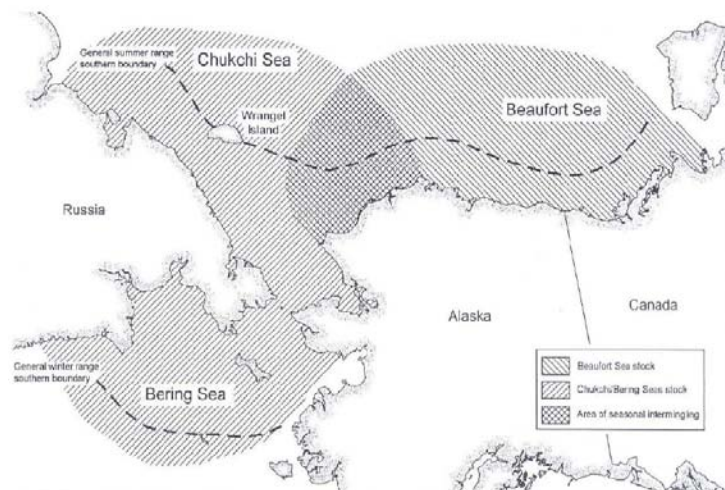 General summer range
southern boundary
Chukchi Sea
Beaufort Sea
Wrangel
Island
Russia
Alaska
Canada
General winter range
southern boundary
Bering Sea
Beaufort Sea stock
Chukchi/Bering Seas stock
Area of seasonal intermingling